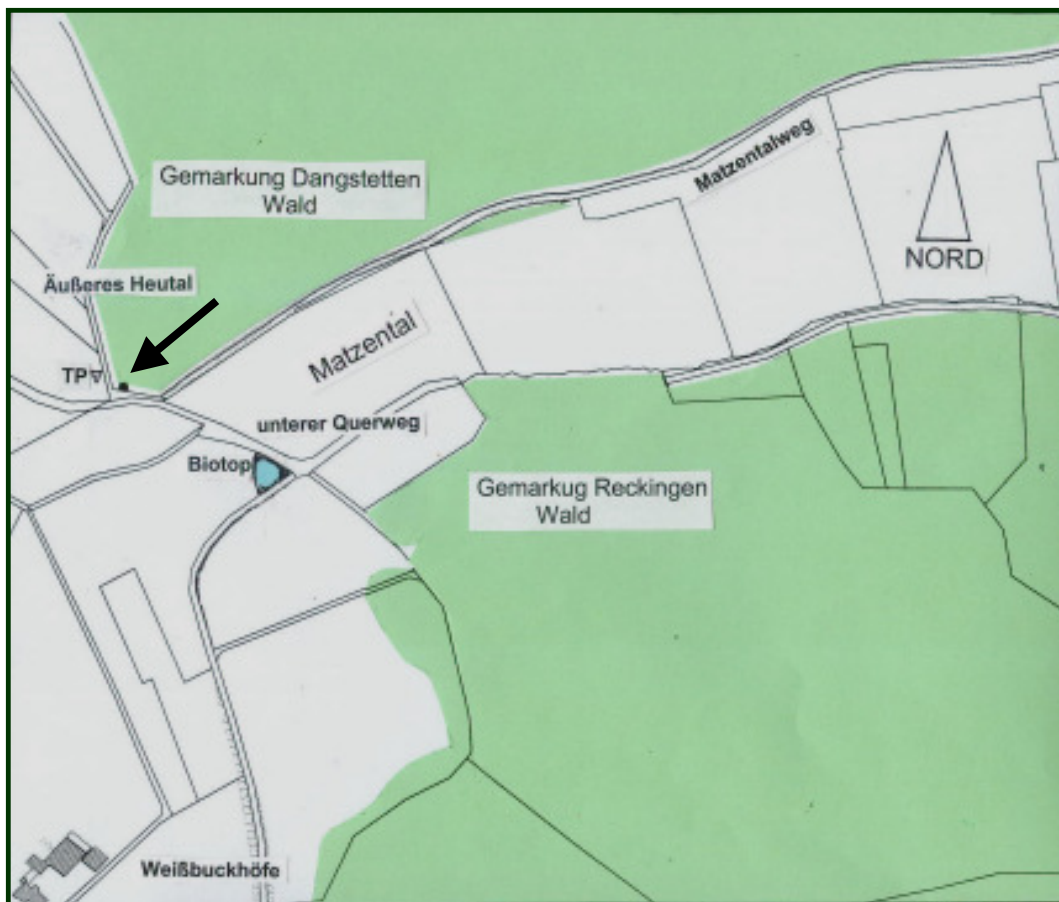 Matzentalweg
Gemarkung Dangstetten
Wald
NORD
Äußeres Heutal
Matzental
TP
unterer Querweg
Biotop
Gemarkug Reckingen
Wald
Weißbuckhöfe